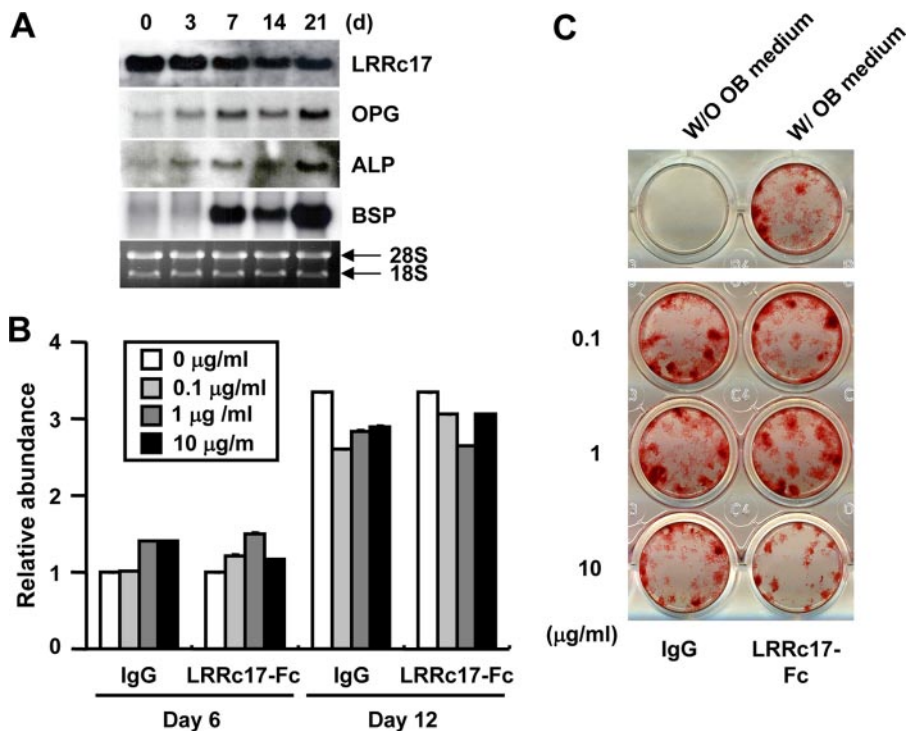 A
0 3 7 14 21 (d)
LRRc17
OPG
ALP
BSP
28S
18S
B
4
3
2
1
0
Relative abundance
0 µg/ml
0.1 µg/ml
1 µg /ml
10 µg/m
IgG LRRc17-Fc IgG LRRc17-Fc
Day 6 Day 12
C
W/O OB medium
W/ OB medium
0.1
1
10
(µg/ml)
IgG
LRRc17-
Fc